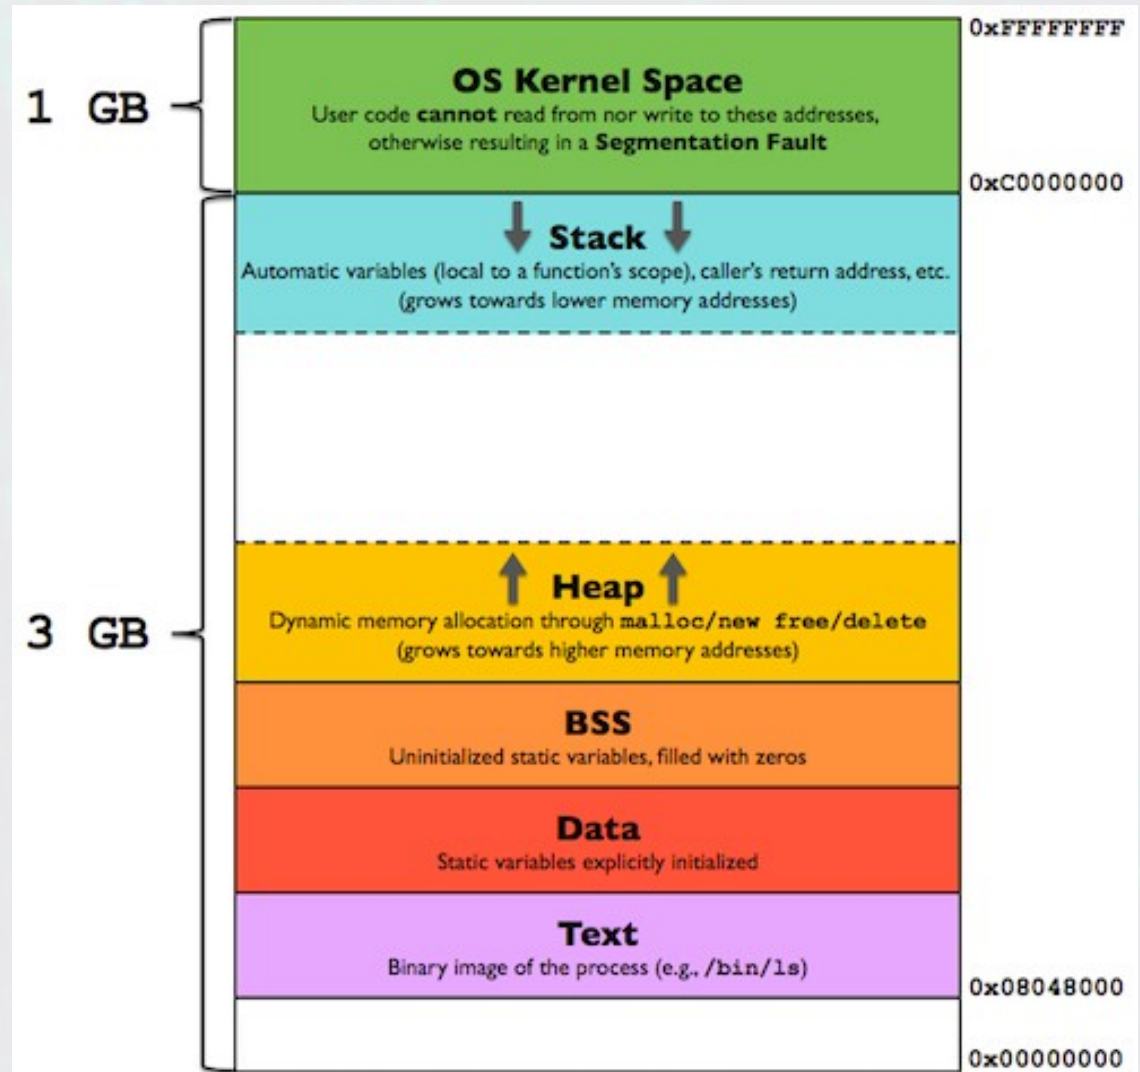 0xFFFFFFFF
1 GB
OS Kernel Space
User code cannot read from nor write to these addresses,
otherwise resulting in a Segmentation Fault
0xC0000000
Stack
Automatic variables (local to a function's scope), caller's return address, etc.
(grows towards lower memory addresses)
3 GB
Heap
Dynamic memory allocation through malloc/new free/delete
(grows towards higher memory addresses)
BSS
Uninitialized static variables, filled with zeros
Data
Static variables explicitly initialized
Text
Binary image of the process (e.g., /bin/ls)
0x08048000
0x00000000